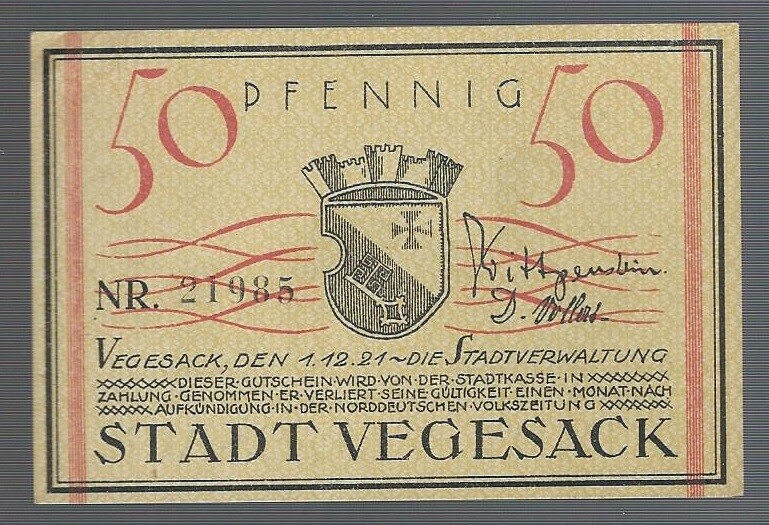 50 PFENNIG 50
NR. 21985
Wittgenstein.
D. Vollers
VEGESACK, DEN 1.12.21 ~ DIE STADTVERWALTUNG
DIESER · GUTSCHEIN · WIRD · VON · DER · STADTKASSE · IN
ZAHLUNG · GENOMMEN · ER · VERLIERT · SEINE · GÜLTIGKEIT · EINEN · MONAT · NACH
AUFKÜNDIGUNG · IN · DER · NORDDEUTSCHEN · VOLKSZEITUNG
STADT VEGESACK